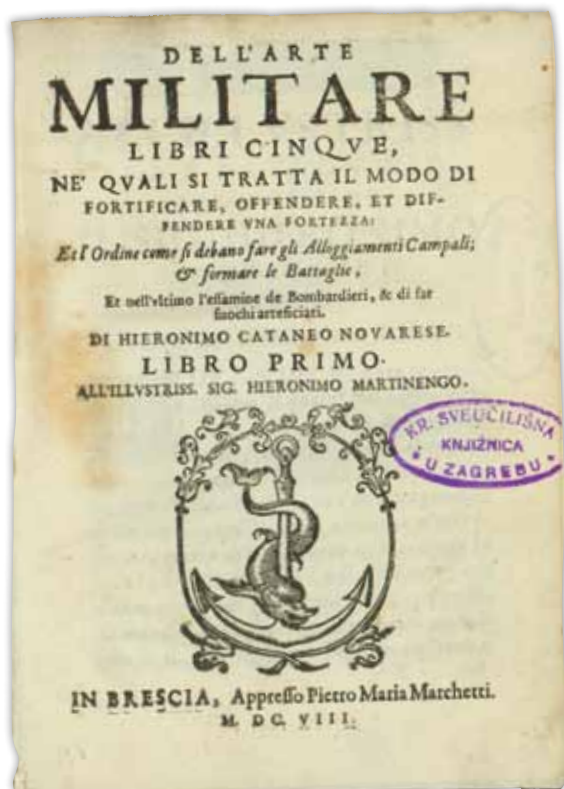 DELL'ARTE
MILITARE
LIBRI CINQVE,
NE' QVALI SI TRATTA IL MODO DI
FORTIFICARE, OFFENDERE, ET DIF-
FENDERE VNA FORTEZZA:
Et l'Ordine come si debano fare gli Alloggiamenti Campali;
& formare le Battaglie,
Et nell'vltimo l'essamine de Bombardieri, & di far
fuochi arteficiati.
DI HIERONIMO CATANEO NOVARESE.
LIBRO PRIMO.
ALL'ILLVSTRISS. SIG. HIERONIMO MARTINENGO.
KR. SVEUČILIŠNA
KNJIŽNICA
U ZAGREBU
IN BRESCIA, Appresso Pietro Maria Marchetti.
M. DC. VIII.